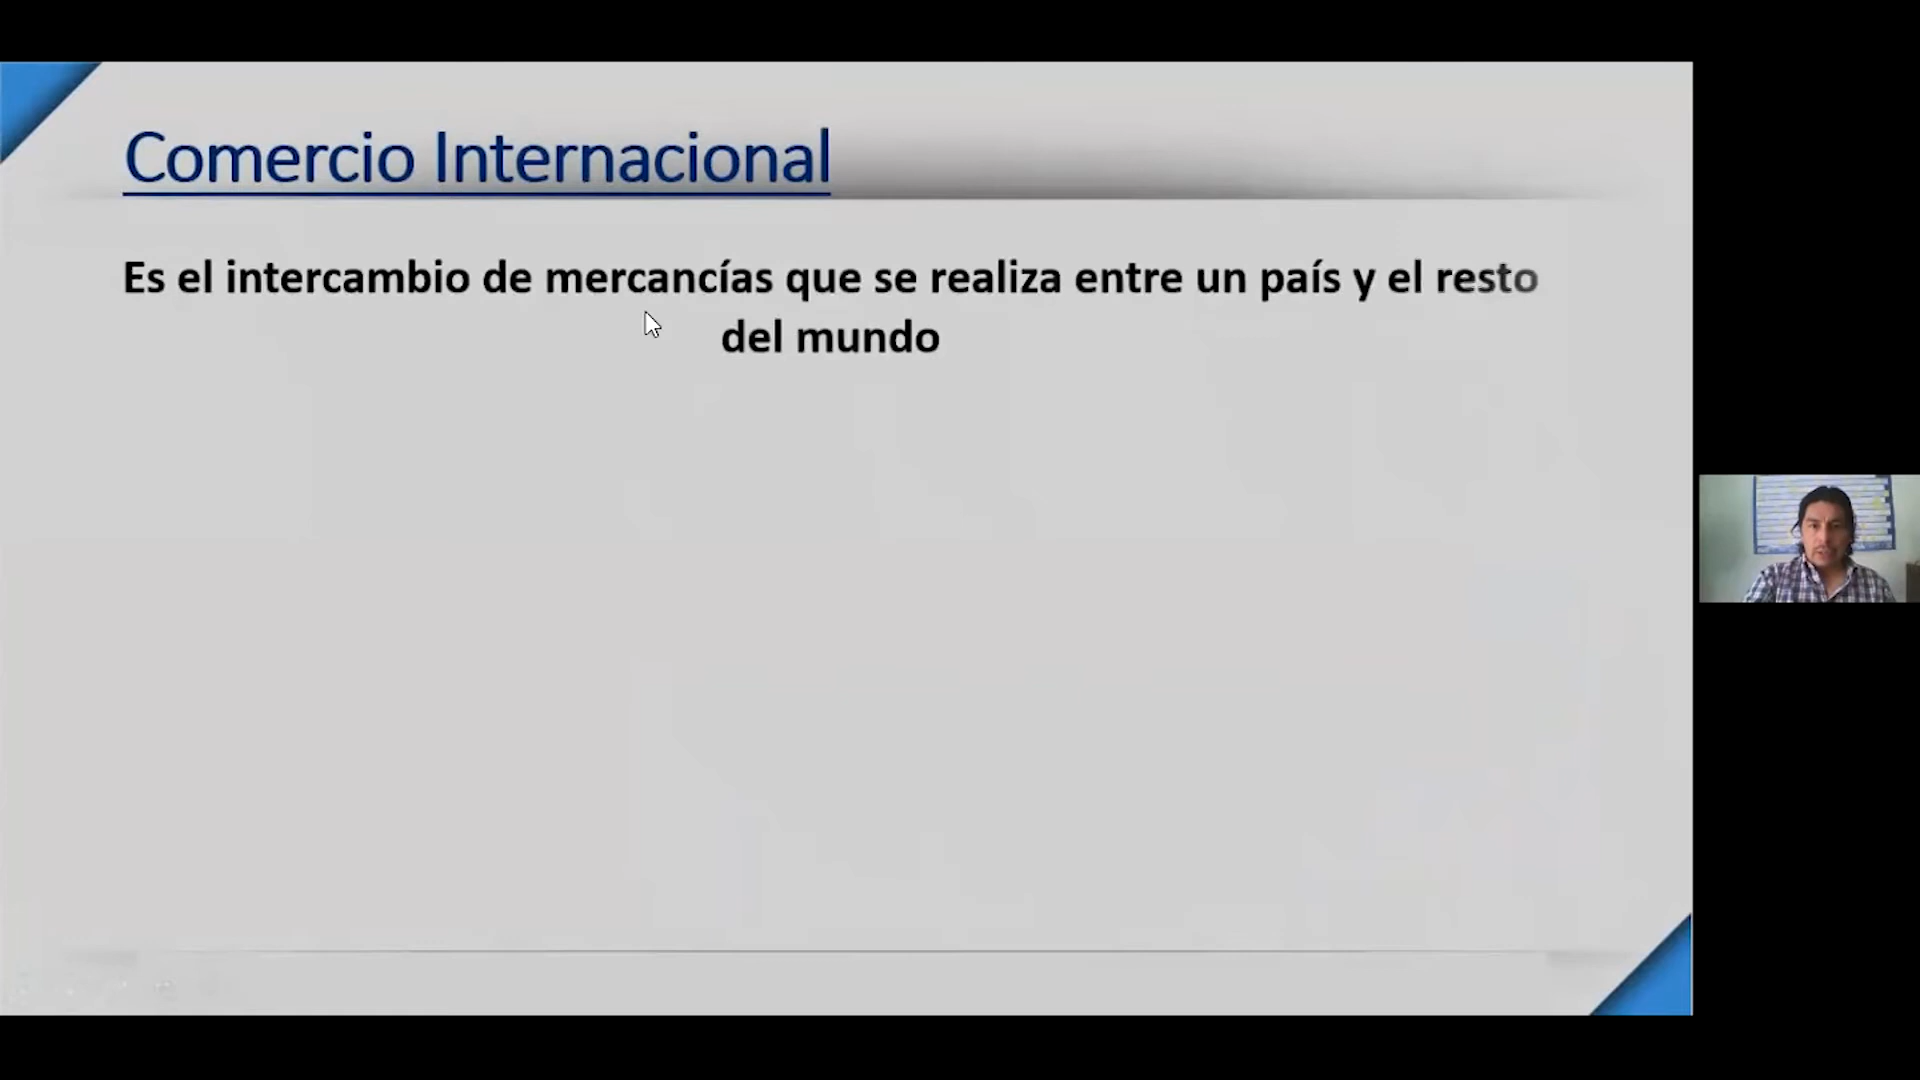 Comercio Internacional
Es el intercambio de mercancías que se realiza entre un país y el resto
del mundo